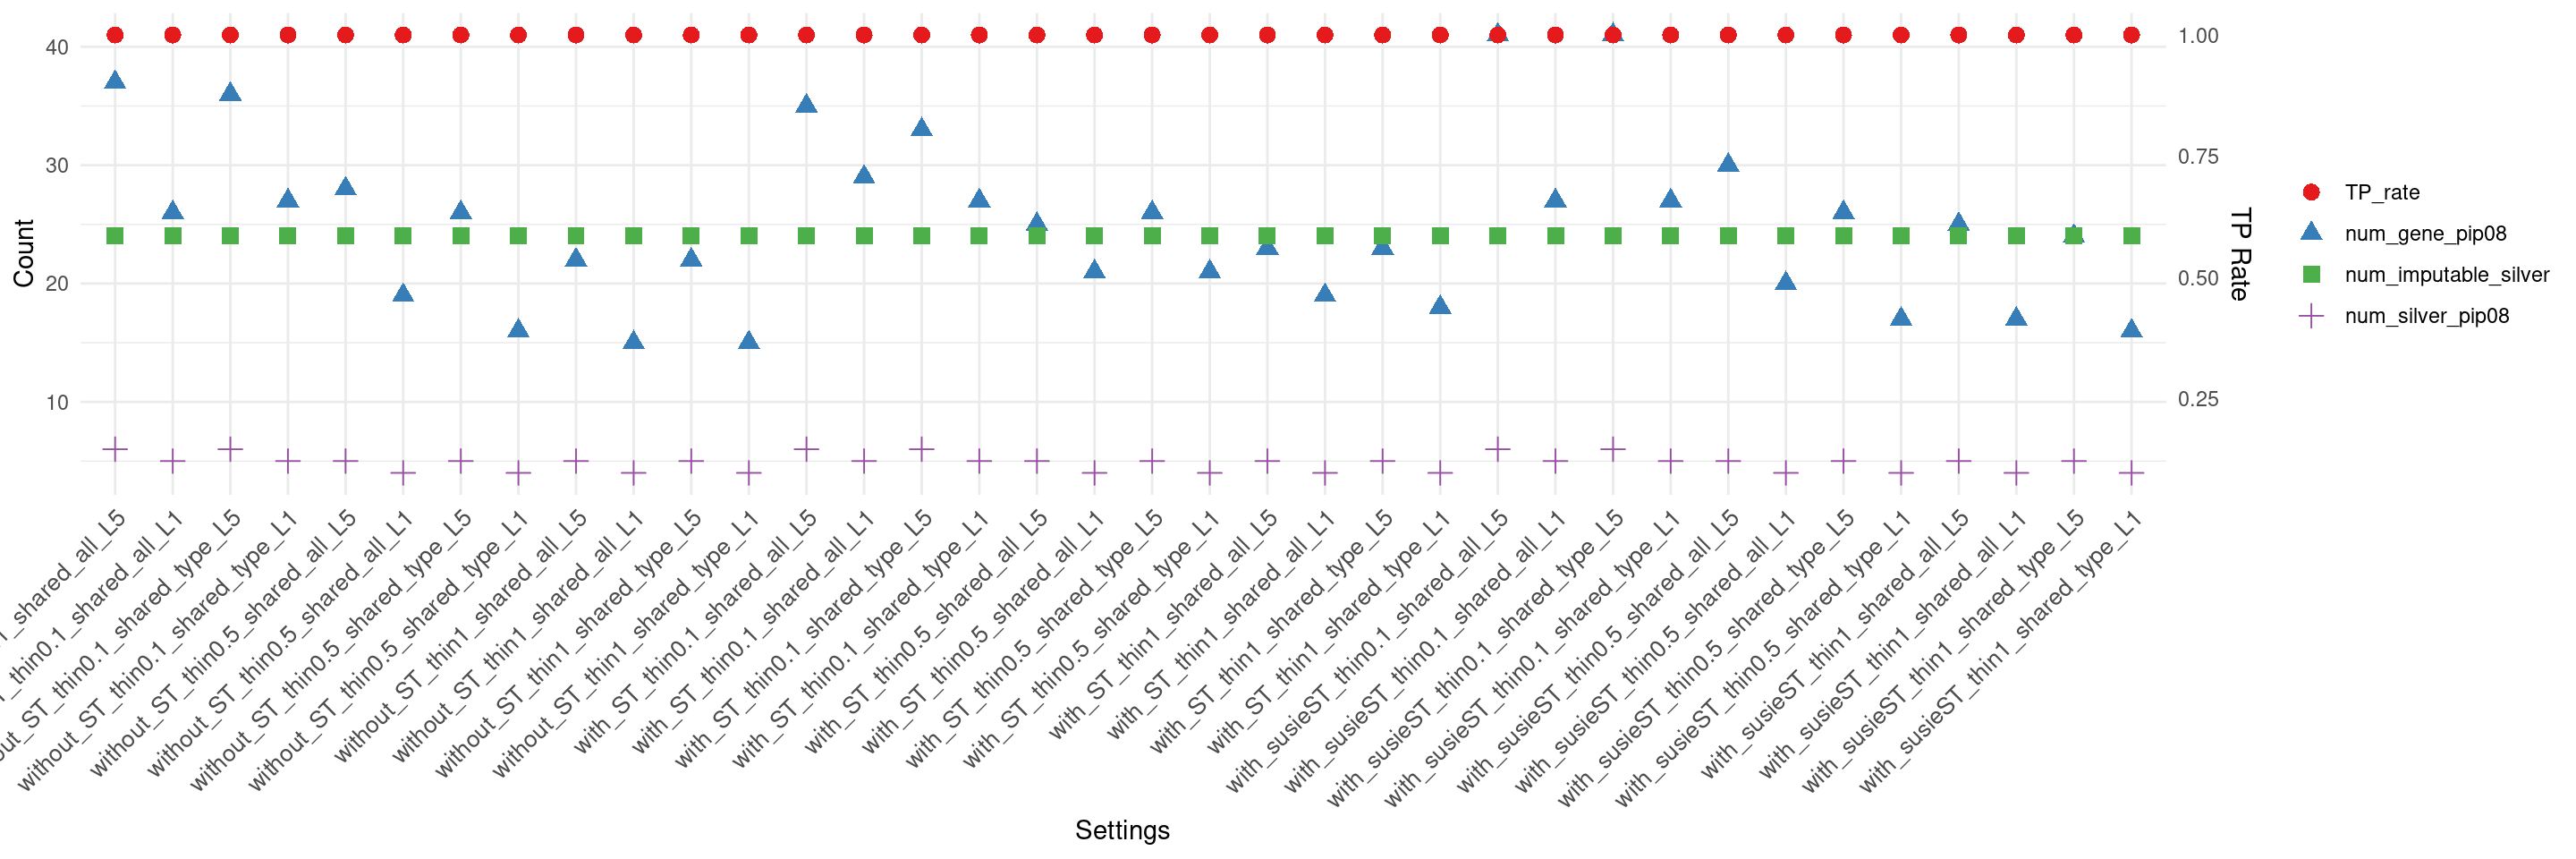 40
30
20
10
Count
1.00
0.75
0.50
0.25
TP Rate
TP_rate
num_gene_pip08
num_imputable_silver
num_silver_pip08
1_shared_all_L5
T_thin0.1_shared_all_L1
out_ST_thin0.1_shared_type_L5
without_ST_thin0.1_shared_type_L1
without_ST_thin0.5_shared_all_L5
without_ST_thin0.5_shared_all_L1
without_ST_thin0.5_shared_type_L5
without_ST_thin0.5_shared_type_L1
without_ST_thin1_shared_all_L5
without_ST_thin1_shared_all_L1
without_ST_thin1_shared_type_L5
without_ST_thin1_shared_type_L1
with_ST_thin0.1_shared_all_L5
with_ST_thin0.1_shared_all_L1
with_ST_thin0.1_shared_type_L5
with_ST_thin0.1_shared_type_L1
with_ST_thin0.5_shared_all_L5
with_ST_thin0.5_shared_all_L1
with_ST_thin0.5_shared_type_L5
with_ST_thin0.5_shared_type_L1
with_ST_thin1_shared_all_L5
with_ST_thin1_shared_all_L1
with_ST_thin1_shared_type_L5
with_ST_thin1_shared_type_L1
with_susieST_thin0.1_shared_all_L5
with_susieST_thin0.1_shared_all_L1
with_susieST_thin0.1_shared_type_L5
with_susieST_thin0.1_shared_type_L1
with_susieST_thin0.5_shared_all_L5
with_susieST_thin0.5_shared_all_L1
with_susieST_thin0.5_shared_type_L5
with_susieST_thin0.5_shared_type_L1
with_susieST_thin1_shared_all_L5
with_susieST_thin1_shared_all_L1
with_susieST_thin1_shared_type_L5
with_susieST_thin1_shared_type_L1
Settings